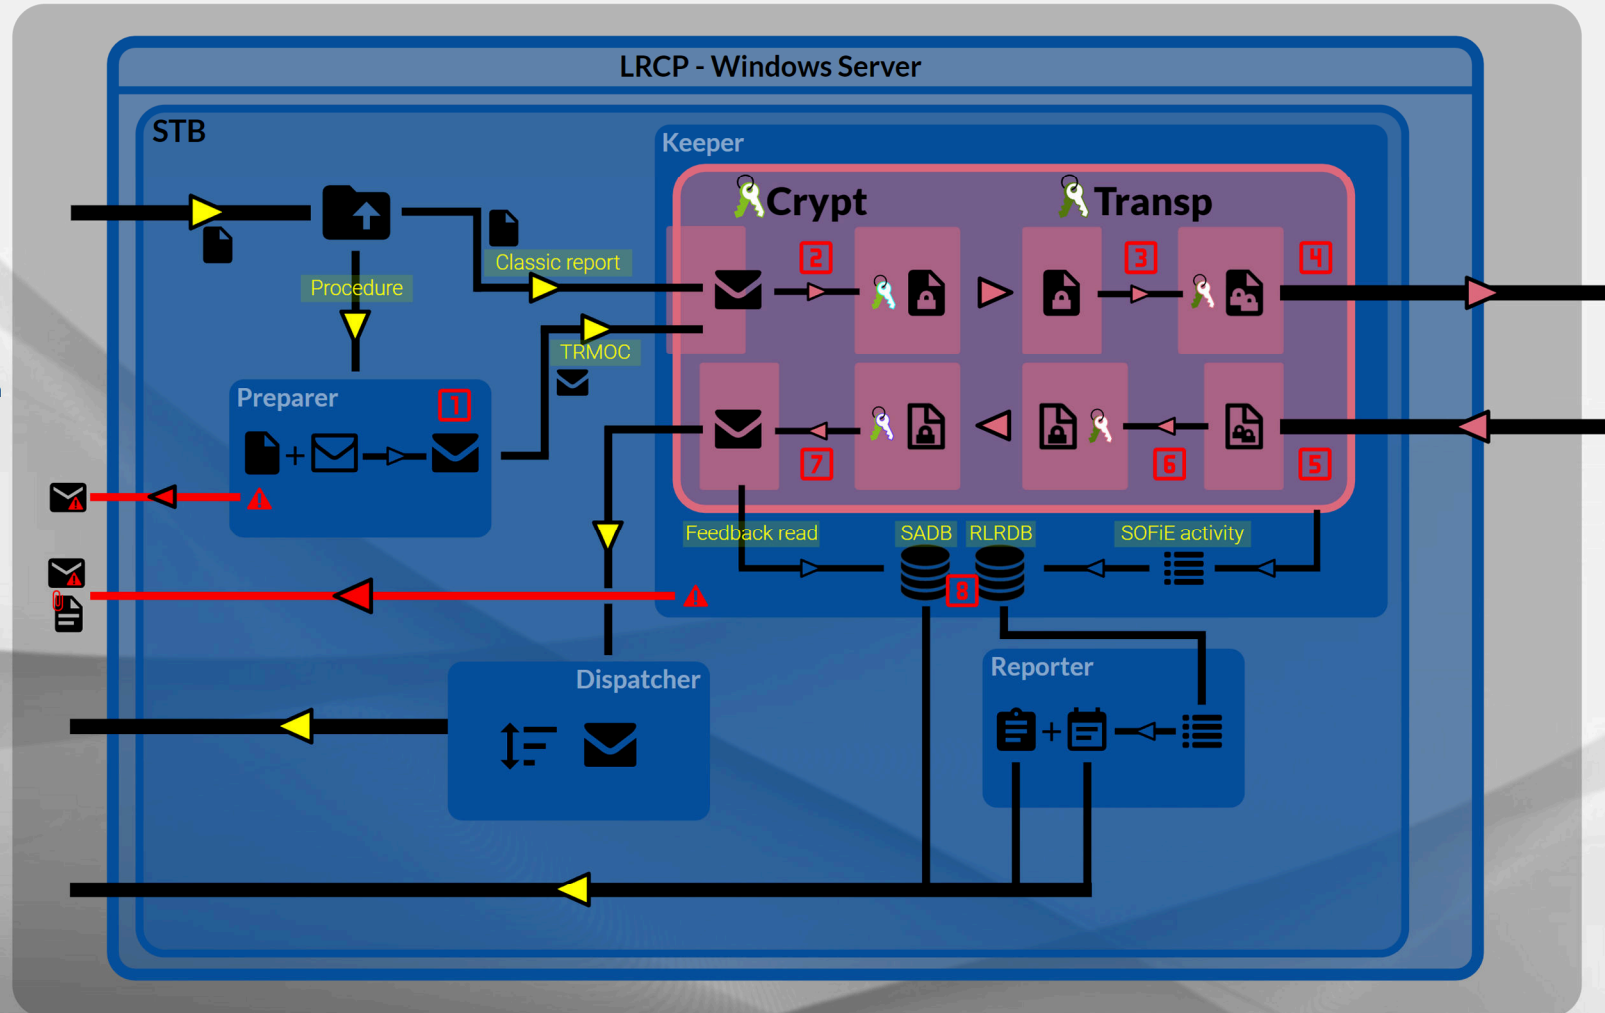 LRCP - Windows Server
STB
Keeper
Crypt
Transp
2
3
4
Classic report
Procedure
TRMOC
Preparer
1
+
7
6
5
Feedback read
SADB
RLRDB
SOFiE activity
8
Dispatcher
Reporter
+